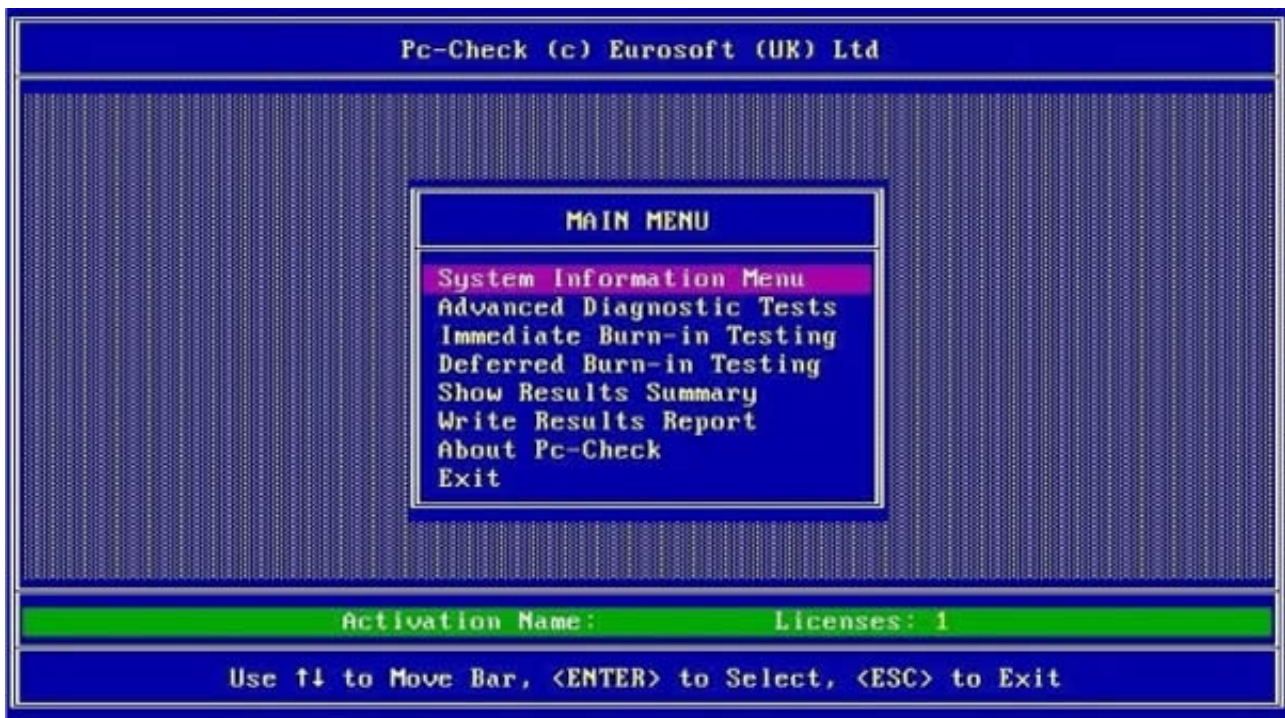 Pc-Check (c) Eurosoft (UK) Ltd
MAIN MENU
System Information Menu
Advanced Diagnostic Tests
Immediate Burn-in Testing
Deferred Burn-in Testing
Show Results Summary
Write Results Report
About Pc-Check
Exit
Activation Name: Licenses: 1
Use ↑↓ to Move Bar, <ENTER> to Select, <ESC> to Exit